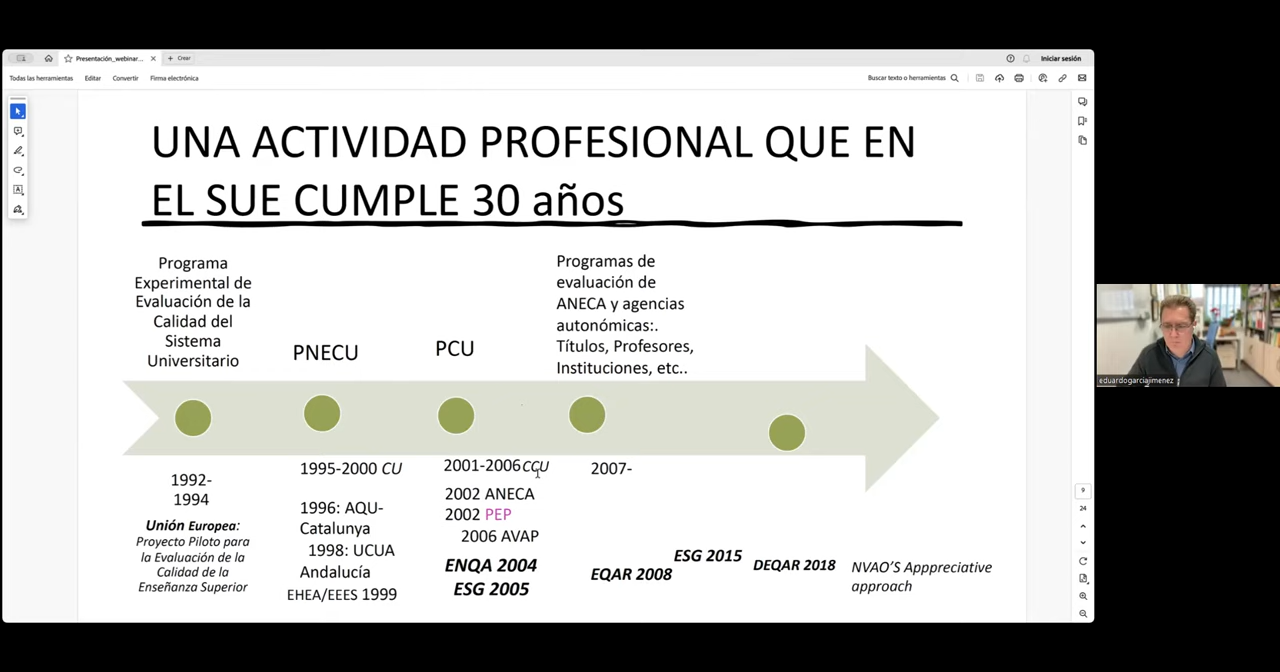 Presentación_webinar...
Crear
Iniciar sesión
Todas las herramientas Editar Convertir Firma electrónica
Buscar texto o herramientas
UNA ACTIVIDAD PROFESIONAL QUE EN
EL SUE CUMPLE 30 años
Programa
Experimental de
Evaluación de la
Calidad del
Sistema
Universitario
PNECU
PCU
Programas de
evaluación de
ANECA y agencias
autonómicas:.
Títulos, Profesores,
Instituciones, etc..
1992-
1994
Unión Europea:
Proyecto Piloto para
la Evaluación de la
Calidad de la
Enseñanza Superior
1995-2000 CU
1996: AQU-
Catalunya
1998: UCUA
Andalucía
EHEA/EEES 1999
2001-2006 CCU
2002 ANECA
2002 PEP
2006 AVAP
ENQA 2004
ESG 2005
2007-
EQAR 2008
ESG 2015
DEQAR 2018
NVAO'S Apppreciative
approach
9
24
eduardogarciajimenez